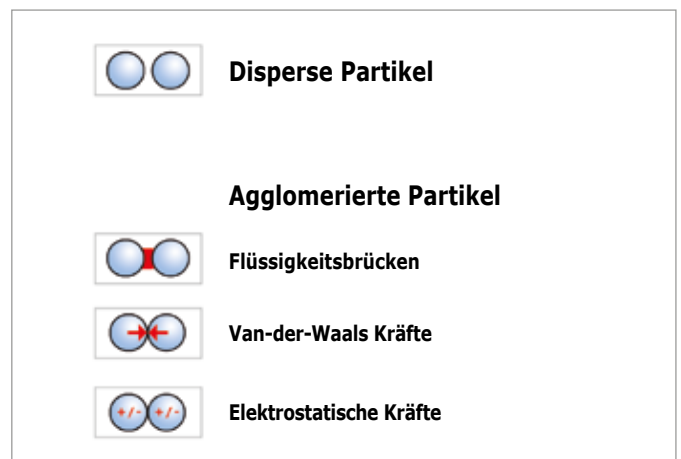 Disperse Partikel
Agglomerierte Partikel
Flüssigkeitsbrücken
Van-der-Waals Kräfte
+/- +/-
Elektrostatische Kräfte